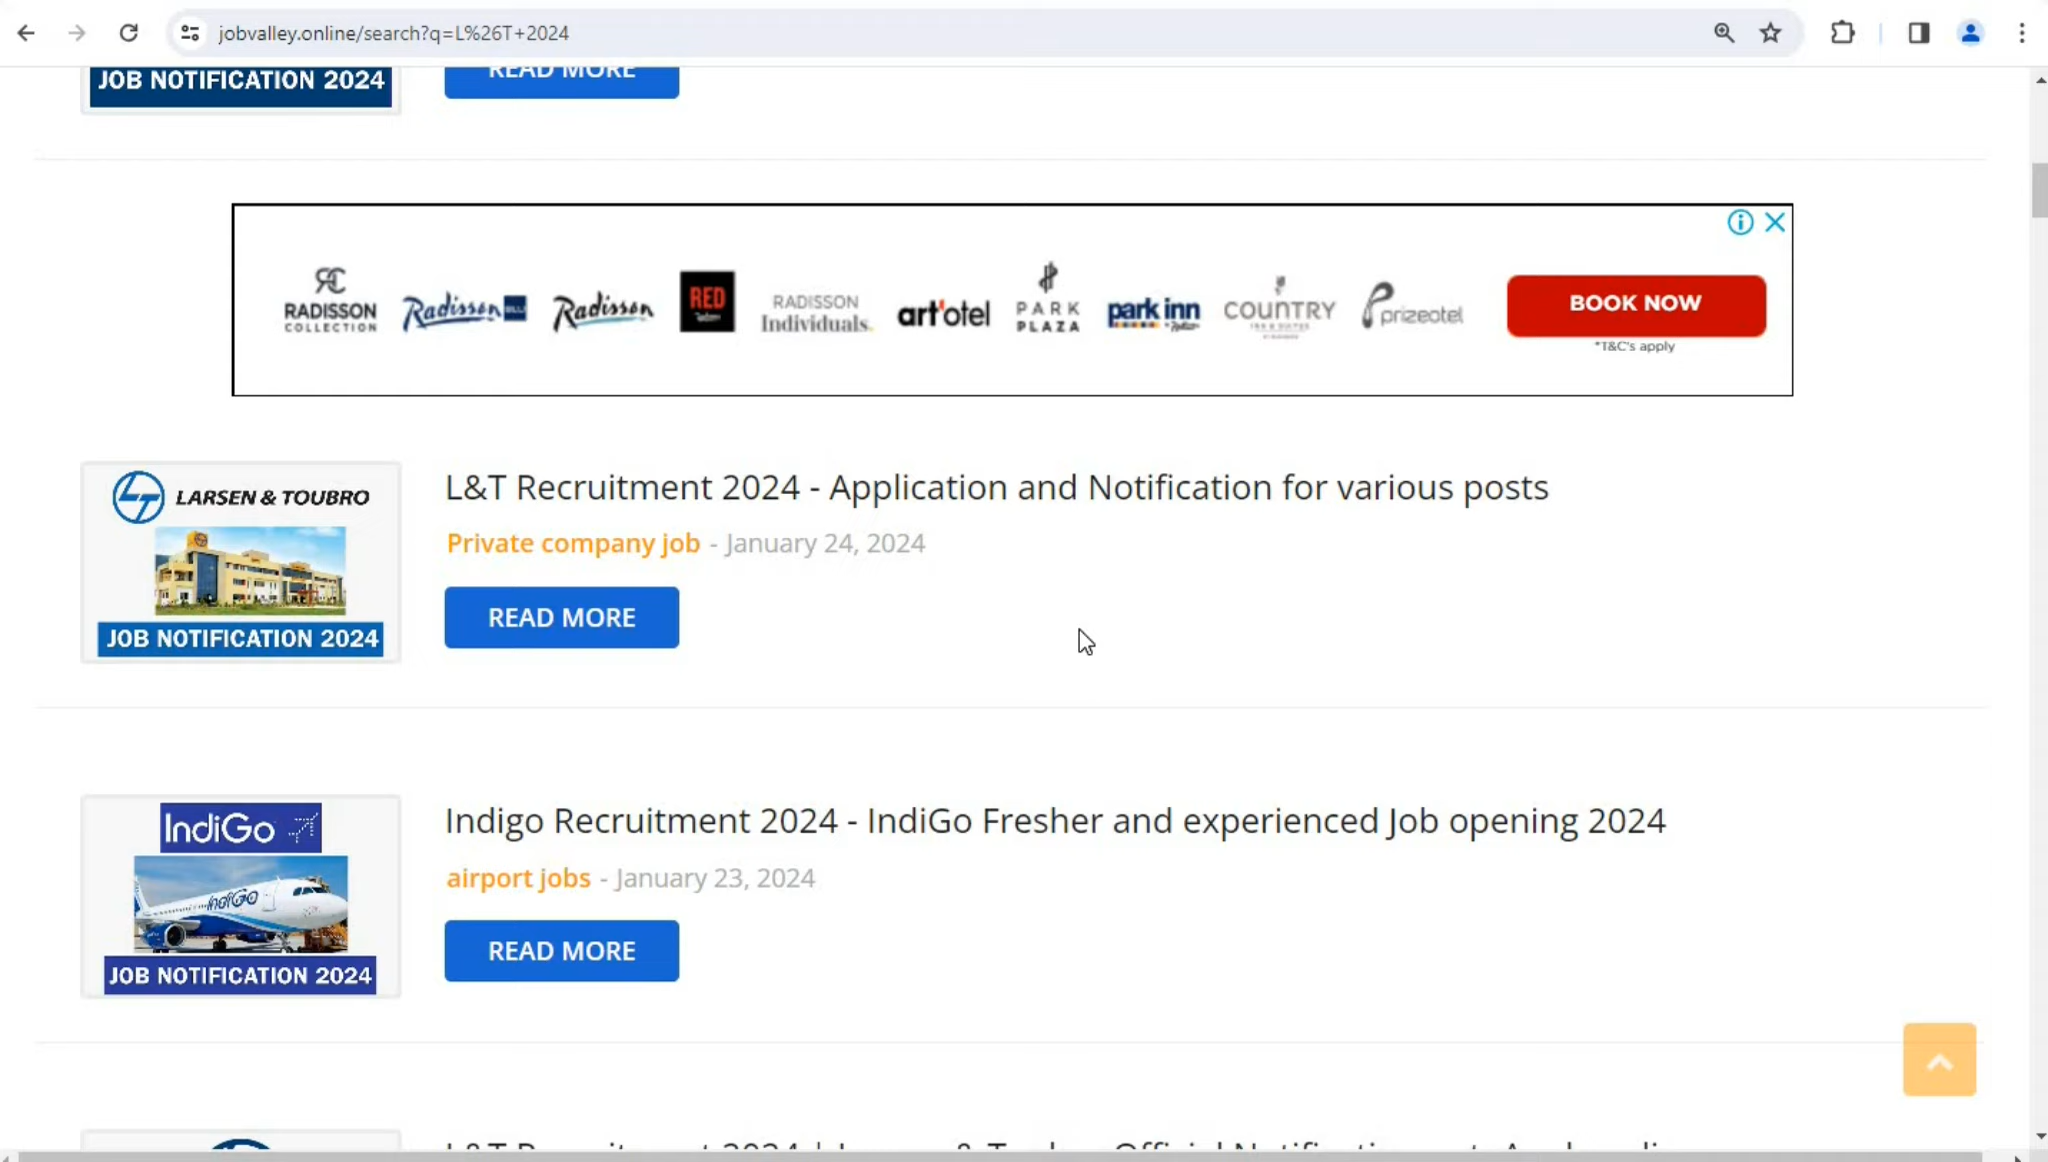 jobvalley.online/search?q=L%26T+2024
JOB NOTIFICATION 2024
READ MORE
RADISSON COLLECTION
Radisson BLU
Radisson
RED
RADISSON Individuals
art'otel
PARK PLAZA
park inn
COUNTRY
prizeotel
BOOK NOW
*T&C's apply
LARSEN & TOUBRO
JOB NOTIFICATION 2024
L&T Recruitment 2024 - Application and Notification for various posts
Private company job - January 24, 2024
READ MORE
IndiGo
IndiGo
JOB NOTIFICATION 2024
Indigo Recruitment 2024 - IndiGo Fresher and experienced Job opening 2024
airport jobs - January 23, 2024
READ MORE